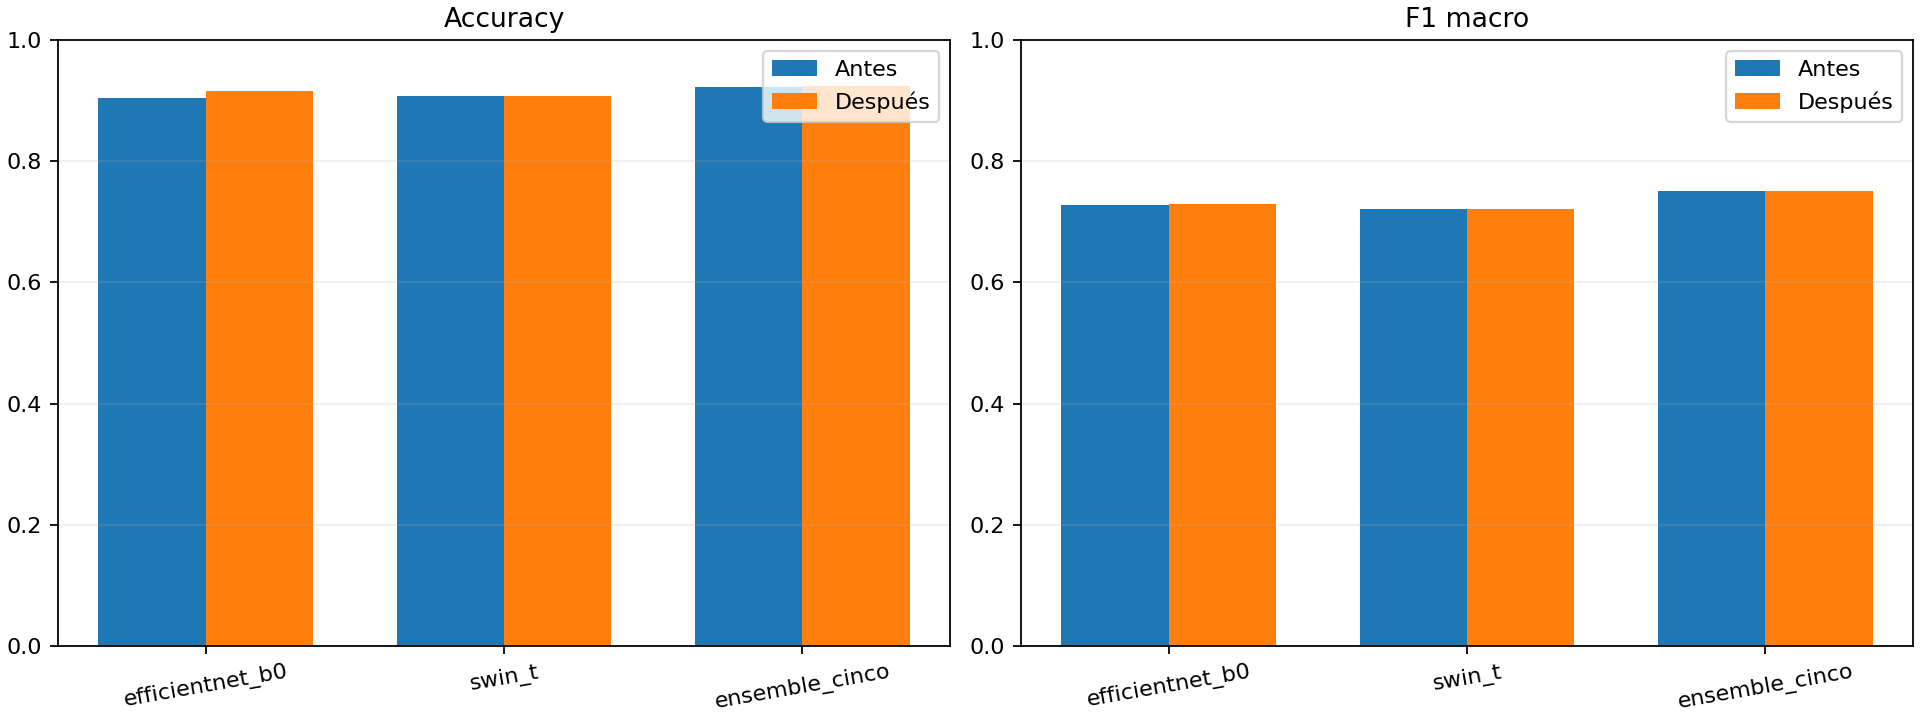 Accuracy
1.0
0.8
0.6
0.4
0.2
0.0
Antes
Después
efficientnet_b0
swin_t
ensemble_cinco
F1 macro
1.0
0.8
0.6
0.4
0.2
0.0
Antes
Después
efficientnet_b0
swin_t
ensemble_cinco